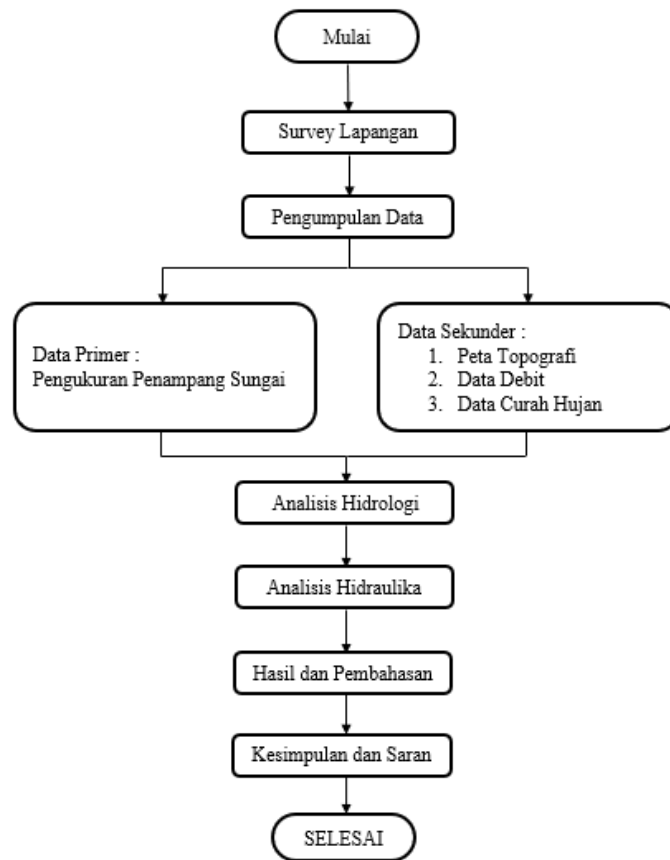 Mulai
Survey Lapangan
Pengumpulan Data
Data Primer :
Pengukuran Penampang Sungai
Data Sekunder :
1. Peta Topografi
2. Data Debit
3. Data Curah Hujan
Analisis Hidrologi
Analisis Hidraulika
Hasil dan Pembahasan
Kesimpulan dan Saran
SELESAI